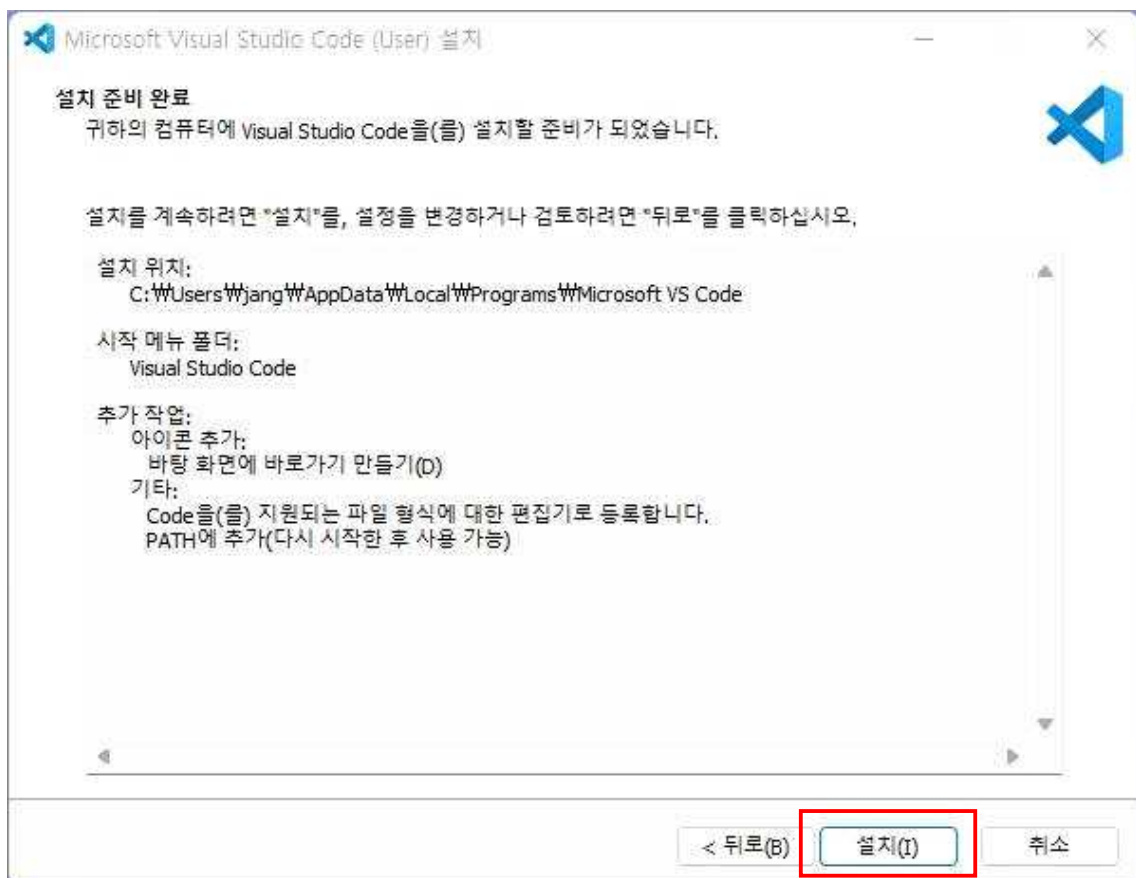 Microsoft Visual Studio Code (User) 설치
설치 준비 완료
귀하의 컴퓨터에 Visual Studio Code을(를) 설치할 준비가 되었습니다.
설치를 계속하려면 "설치"를, 설정을 변경하거나 검토하려면 "뒤로"를 클릭하십시오.
설치 위치:
C:₩Users₩jang₩AppData₩Local₩Programs₩Microsoft VS Code
시작 메뉴 폴더:
Visual Studio Code
추가 작업:
아이콘 추가:
바탕 화면에 바로가기 만들기(D)
기타:
Code을(를) 지원되는 파일 형식에 대한 편집기로 등록합니다.
PATH에 추가(다시 시작한 후 사용 가능)
< 뒤로(B) 설치(I) 취소